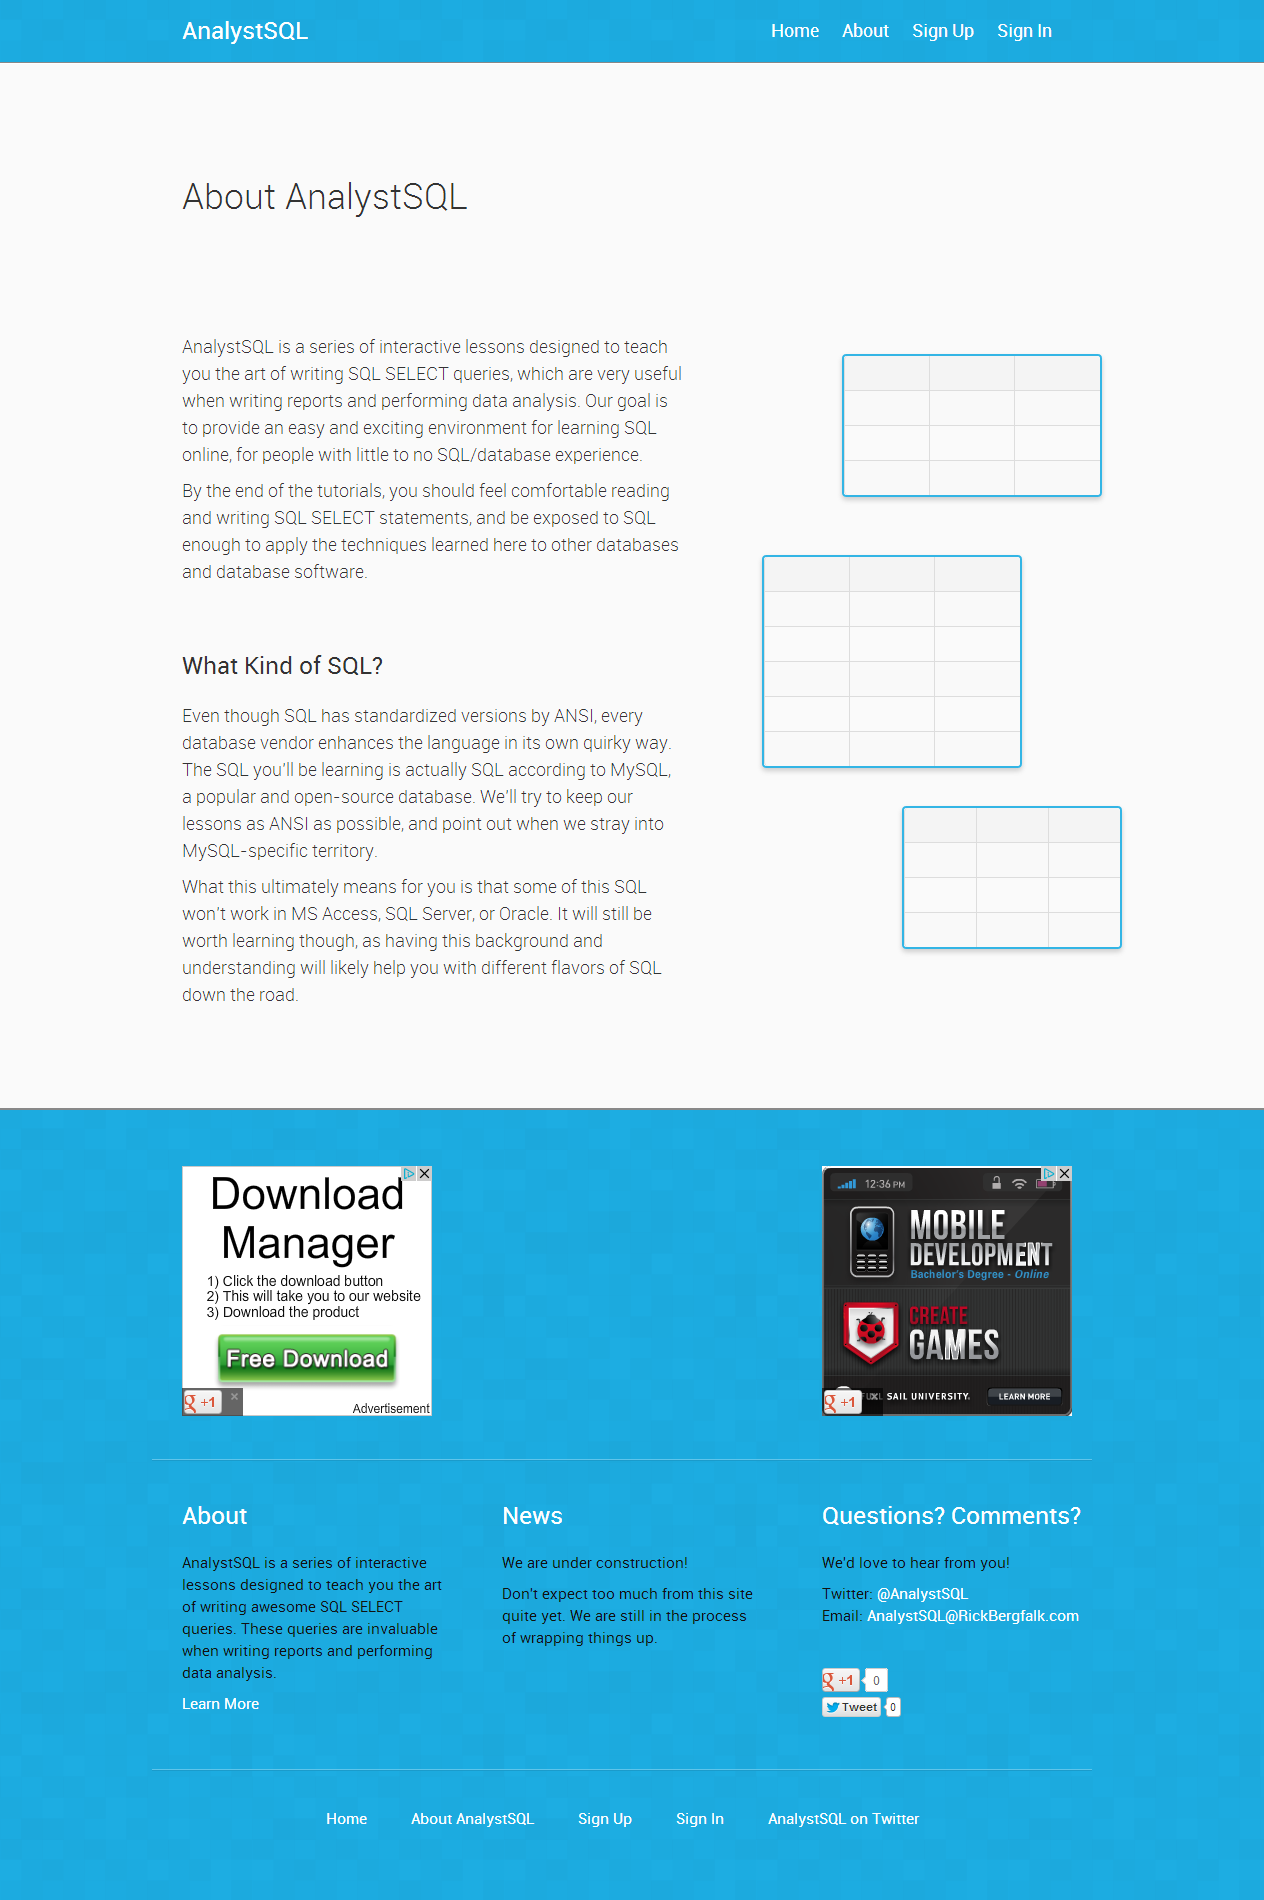 AnalystSQL
Home About Sign Up Sign In
About AnalystSQL
AnalystSQL is a series of interactive lessons designed to teach
you the art of writing SQL SELECT queries, which are very useful
when writing reports and performing data analysis. Our goal is
to provide an easy and exciting environment for learning SQL
online, for people with little to no SQL/database experience.
By the end of the tutorials, you should feel comfortable reading
and writing SQL SELECT statements, and be exposed to SQL
enough to apply the techniques learned here to other databases
and database software.
What Kind of SQL?
Even though SQL has standardized versions by ANSI, every
database vendor enhances the language in its own quirky way.
The SQL you'll be learning is actually SQL according to MySQL,
a popular and open-source database. We'll try to keep our
lessons as ANSI as possible, and point out when we stray into
MySQL-specific territory.
What this ultimately means for you is that some of this SQL
won't work in MS Access, SQL Server, or Oracle. It will still be
worth learning though, as having this background and
understanding will likely help you with different flavors of SQL
down the road.
Download
Manager
1) Click the download button
2) This will take you to our website
3) Download the product
Free Download
g +1
Advertisement
12:36 PM
MOBILE
DEVELOPMENT
Bachelor's Degree - Online
CREATE
GAMES
SAIL UNIVERSITY.
LEARN MORE
g +1
About
AnalystSQL is a series of interactive
lessons designed to teach you the art
of writing awesome SQL SELECT
queries. These queries are invaluable
when writing reports and performing
data analysis.
Learn More
News
We are under construction!
Don't expect too much from this site
quite yet. We are still in the process
of wrapping things up.
Questions? Comments?
We'd love to hear from you!
Twitter: @AnalystSQL
Email: AnalystSQL@RickBergfalk.com
g +1 0
Tweet 0
Home About AnalystSQL Sign Up Sign In AnalystSQL on Twitter